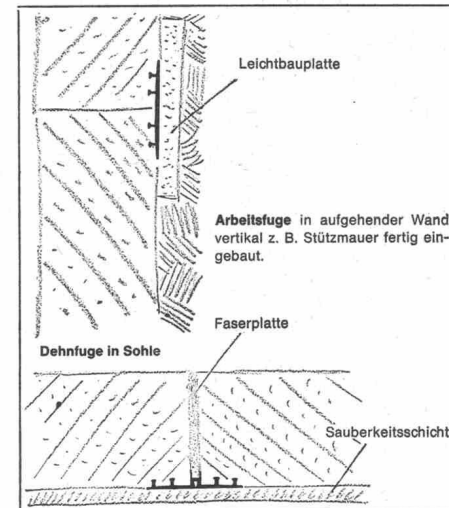 Leichtbauplatte
Arbeitsfuge in aufgehender Wand
vertikal z. B. Stützmauer fertig ein-
gebaut.
Faserplatte
Dehnfuge in Sohle
Sauberkeitsschicht